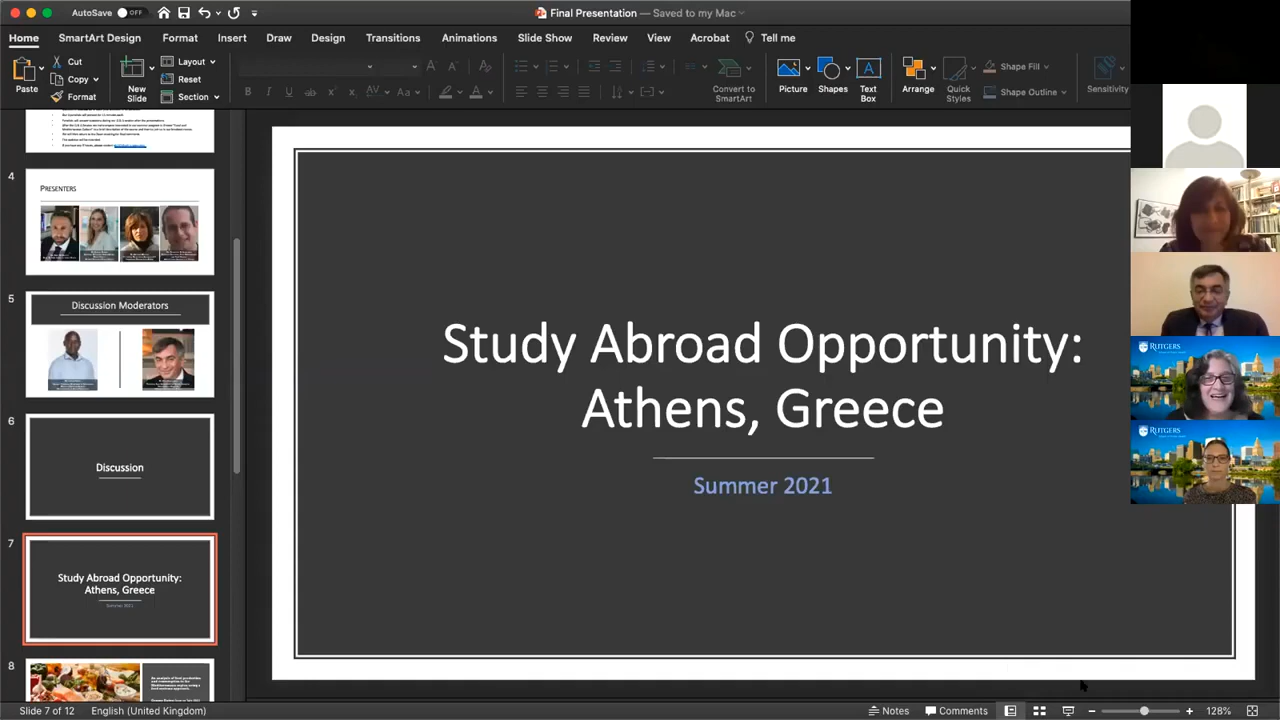 AutoSave OFF
Final Presentation — Saved to my Mac
Home SmartArt Design Format Insert Draw Design Transitions Animations Slide Show Review View Acrobat Tell me
Paste
Cut
Copy
Format
New Slide
Layout
Reset
Section
Convert to SmartArt
Picture
Shapes
Text Box
Arrange
Quick Styles
Shape Fill
Shape Outline
Sensitivity
4
PRESENTERS
5
Discussion Moderators
6
Discussion
7
Study Abroad Opportunity:
Athens, Greece
Summer 2021
8
Study Abroad Opportunity:
Athens, Greece
Summer 2021
RUTGERS
RUTGERS
Slide 7 of 12 English (United Kingdom) Notes Comments 128%